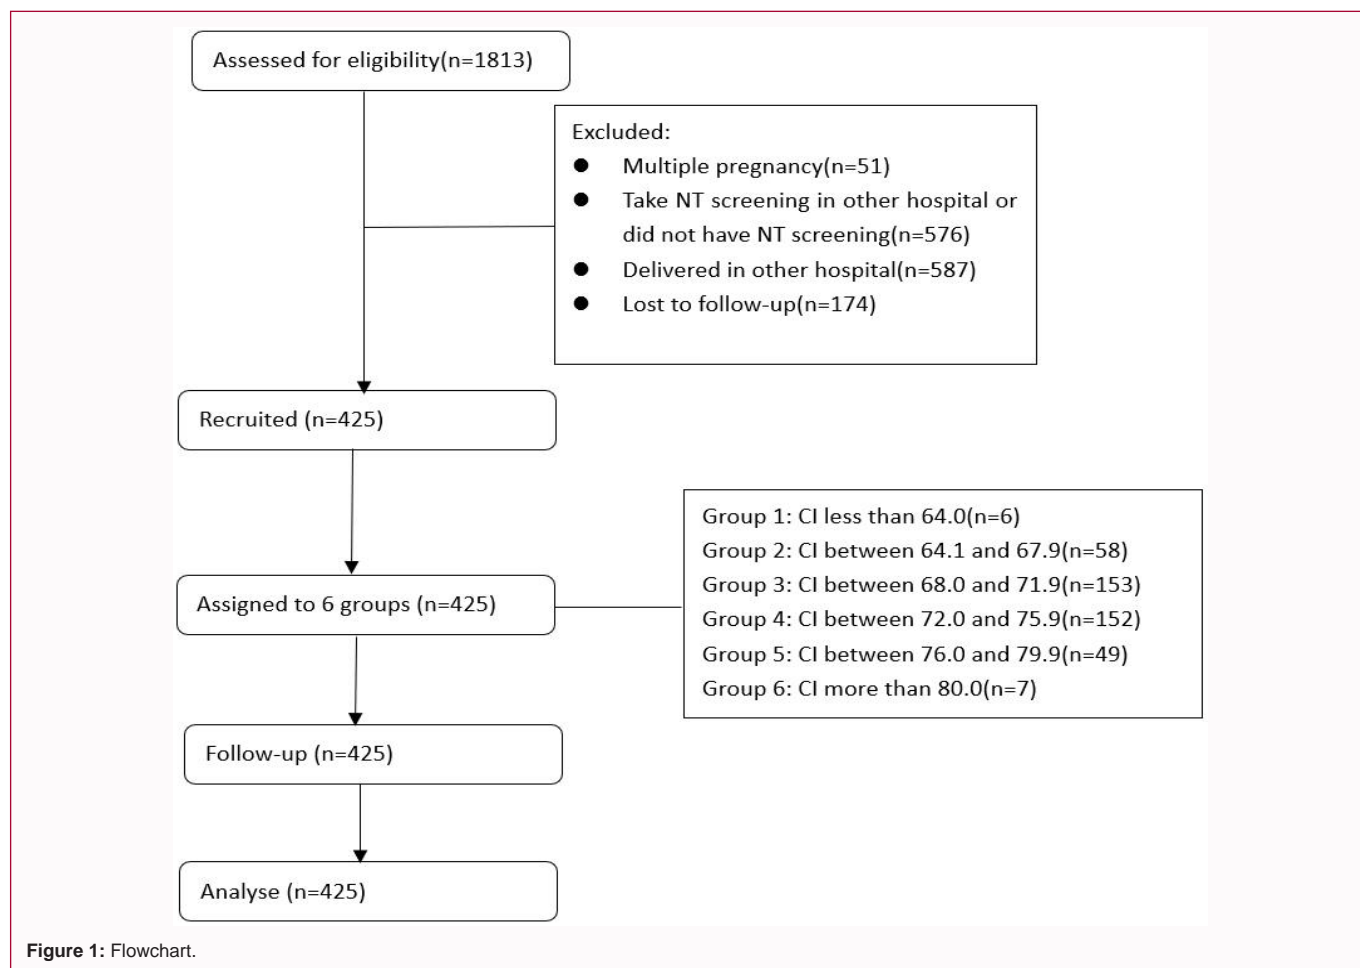 Assessed for eligibility(n=1813)
Excluded:
● Multiple pregnancy(n=51)
● Take NT screening in other hospital or
did not have NT screening(n=576)
● Delivered in other hospital(n=587)
● Lost to follow-up(n=174)
Recruited (n=425)
Group 1: CI less than 64.0(n=6)
Group 2: CI between 64.1 and 67.9(n=58)
Group 3: CI between 68.0 and 71.9(n=153)
Group 4: CI between 72.0 and 75.9(n=152)
Group 5: CI between 76.0 and 79.9(n=49)
Group 6: CI more than 80.0(n=7)
Assigned to 6 groups (n=425)
Follow-up (n=425)
Analyse (n=425)
Figure 1: Flowchart.